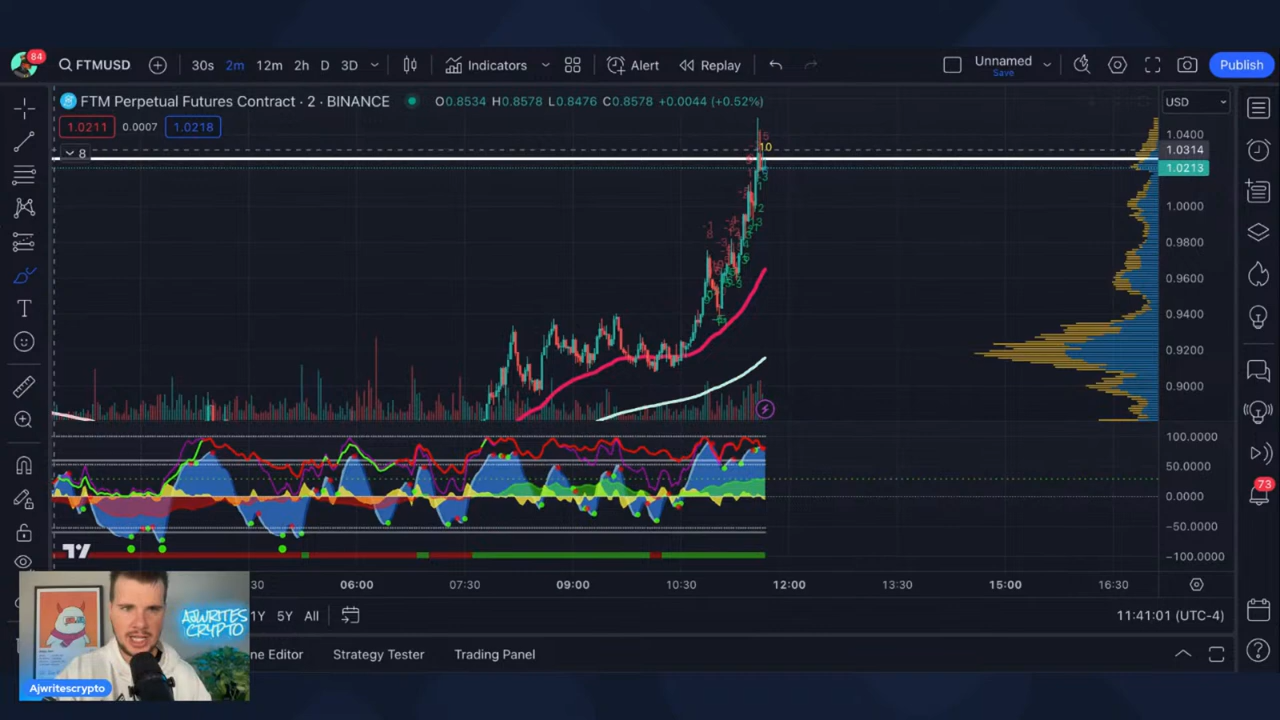 84
FTMUSD
30s 2m 12m 2h D 3D
Indicators
Alert
Replay
Unnamed
Save
Publish
FTM Perpetual Futures Contract · 2 · BINANCE
O0.8534 H0.8578 L0.8476 C0.8578 +0.0044 (+0.52%)
USD
1.0211 0.0007 1.0218
8
10
1.0400
1.0314
1.0213
1.0000
0.9800
0.9600
0.9400
0.9200
0.9000
100.0000
50.0000
0.0000
-50.0000
-100.0000
73
:30 06:00 07:30 09:00 10:30 12:00 13:30 15:00 16:30
1Y 5Y All
11:41:01 (UTC-4)
ne Editor Strategy Tester Trading Panel
AJWRITES
CRYPTO
Ajwritescrypto